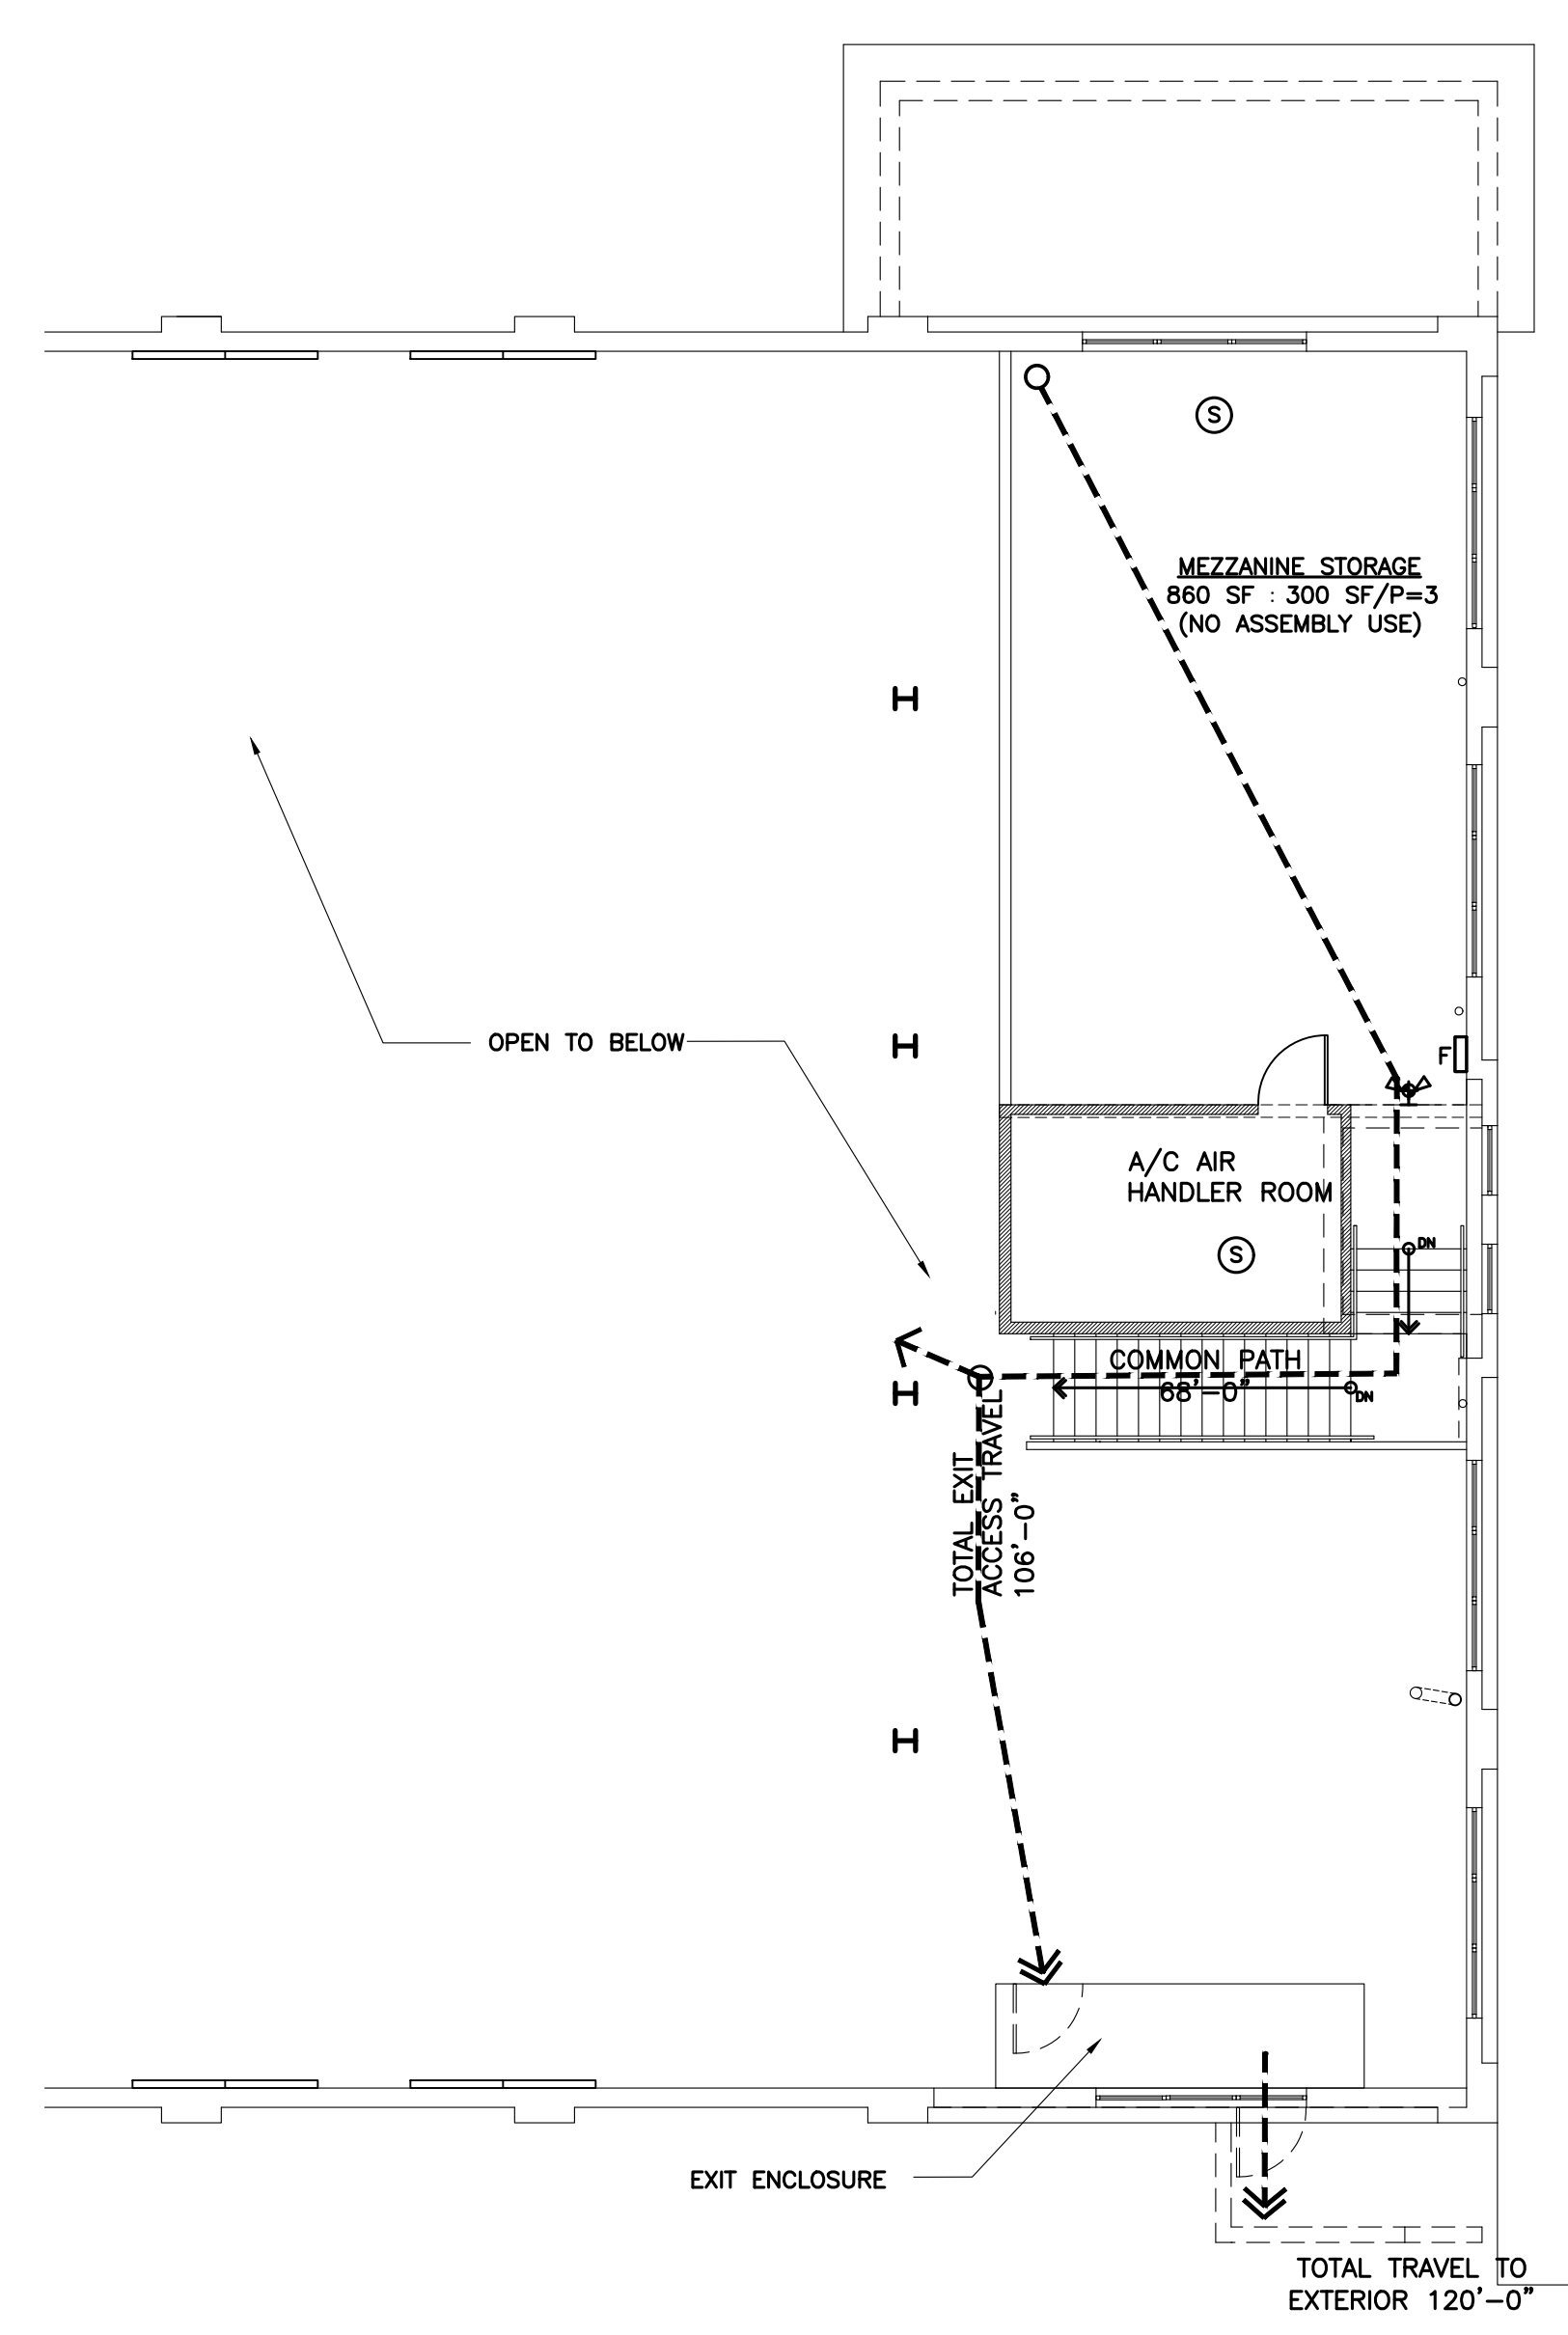 S
MEZZANINE STORAGE
860 SF : 300 SF/P=3
(NO ASSEMBLY USE)
OPEN TO BELOW
F
A/C AIR
HANDLER ROOM
S
DN
COMMON PATH
68'-0"
DN
TOTAL EXIT
ACCESS TRAVEL
106'-0"
EXIT ENCLOSURE
TOTAL TRAVEL TO
EXTERIOR 120'-0"